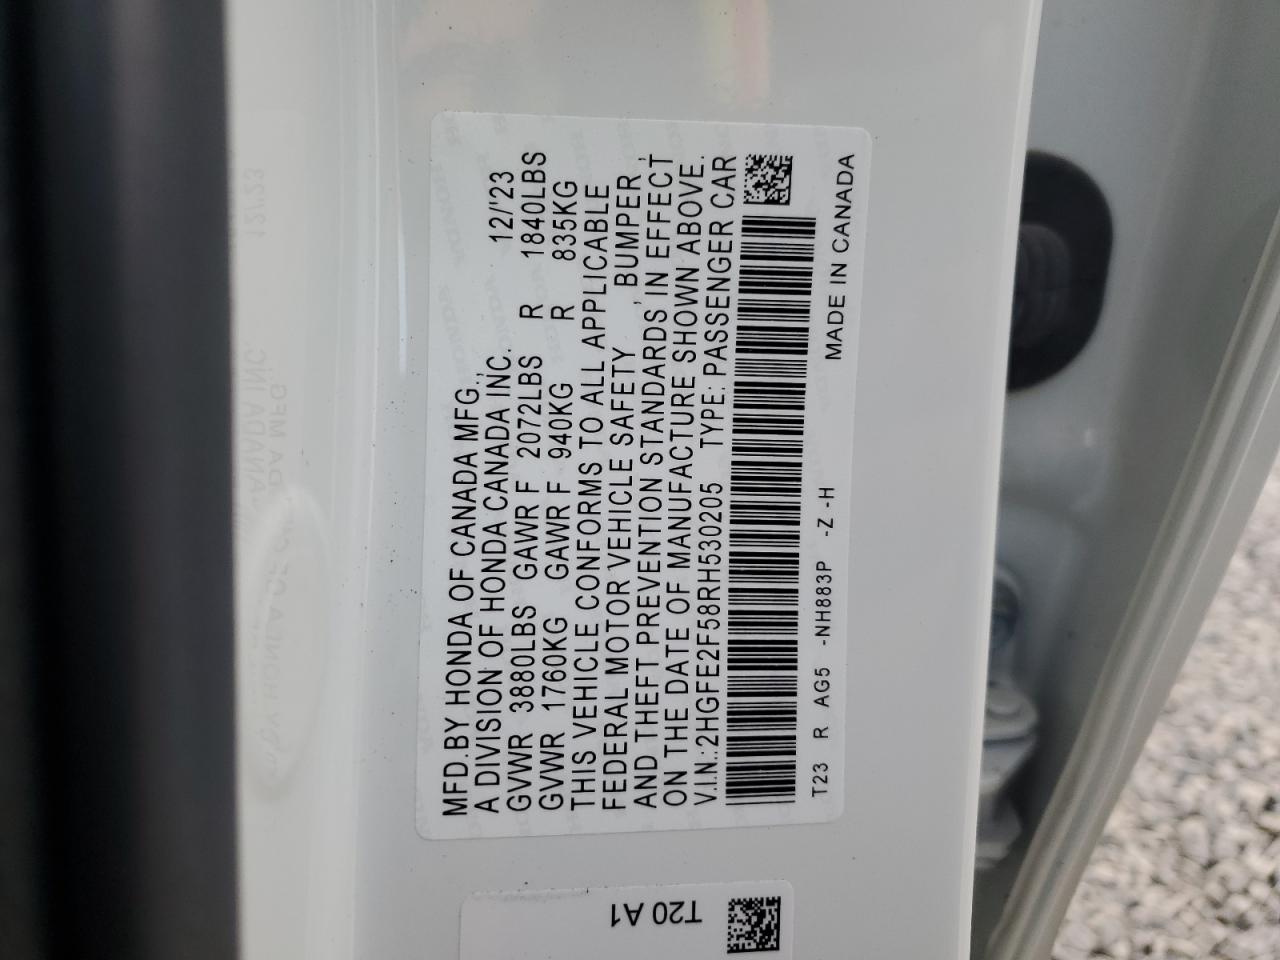 MFD.BY HONDA OF CANADA MFG.,
A DIVISION OF HONDA CANADA INC. 12/'23
GVWR 3880LBS GAWR F 2072LBS R 1840LBS
GVWR 1760KG GAWR F 940KG R 835KG
THIS VEHICLE CONFORMS TO ALL APPLICABLE
FEDERAL MOTOR VEHICLE SAFETY , BUMPER ,
AND THEFT PREVENTION STANDARDS IN EFFECT
ON THE DATE OF MANUFACTURE SHOWN ABOVE.
V.I.N.:2HGFE2F58RH530205 TYPE:PASSENGER CAR
T23 R AG5 -NH883P -Z -H MADE IN CANADA
T20 A1